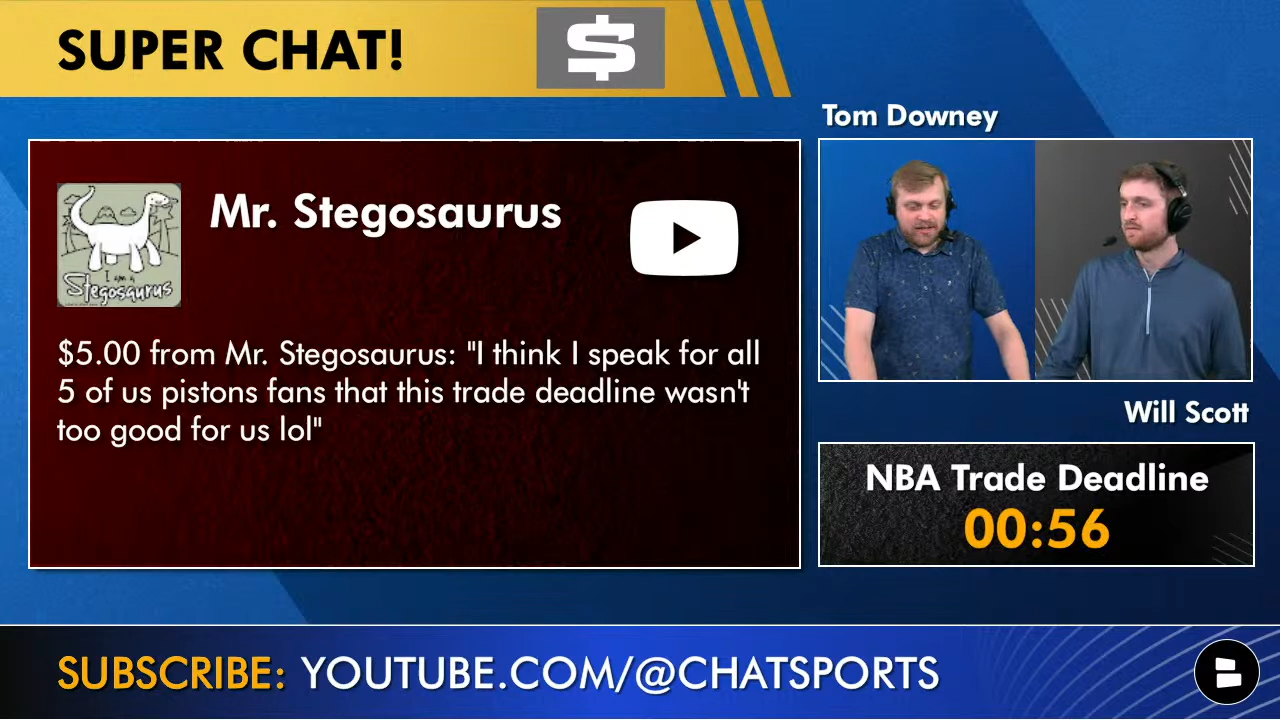 SUPER CHAT!
$
Tom Downey
Mr. Stegosaurus
I am a
Stegosaurus
$5.00 from Mr. Stegosaurus: "I think I speak for all
5 of us pistons fans that this trade deadline wasn't
too good for us lol"
Will Scott
NBA Trade Deadline
00:56
SUBSCRIBE: YOUTUBE.COM/@CHATSPORTS